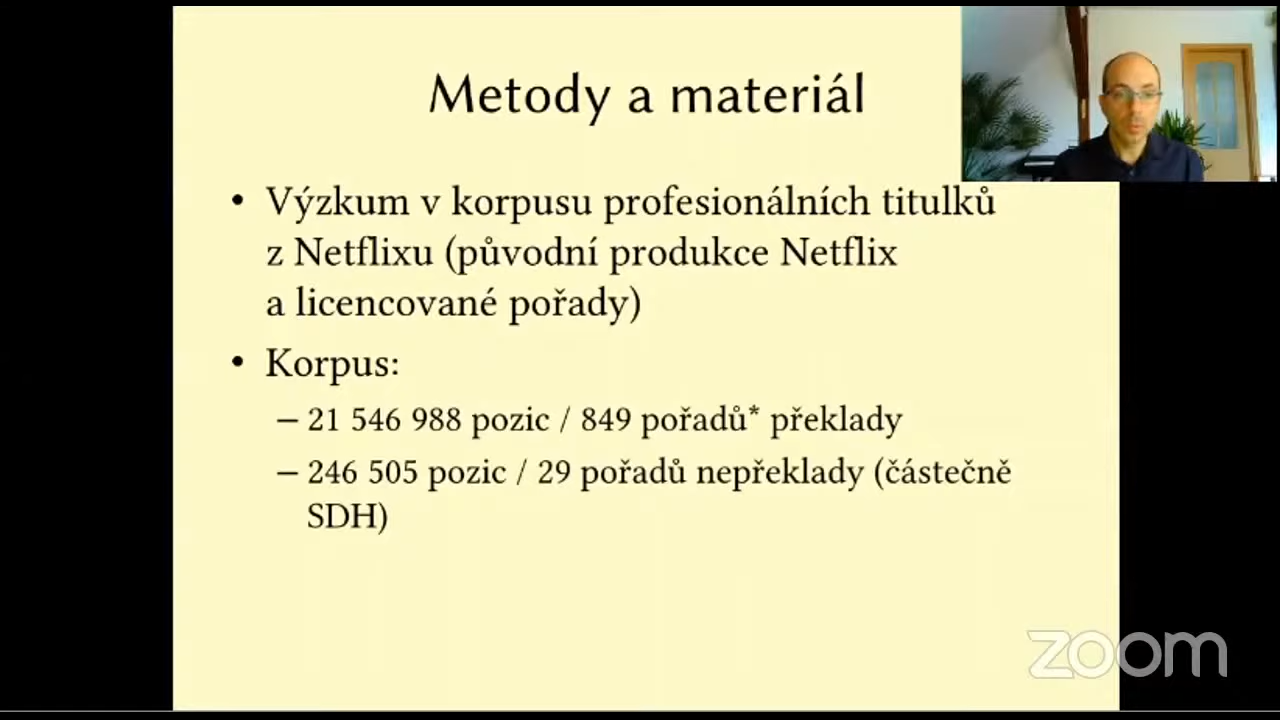 Metody a materiál
• Výzkum v korpusu profesionálních titulků
z Netflixu (původní produkce Netflix
a licencované pořady)
• Korpus:
– 21 546 988 pozic / 849 pořadů* překlady
– 246 505 pozic / 29 pořadů nepřeklady (částečně
SDH)
zoom